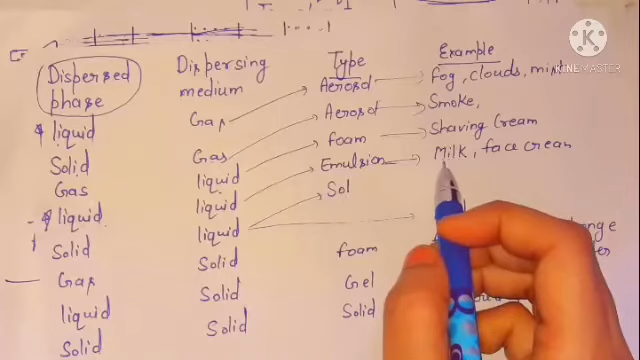 Dispersed phase Dispersing medium Type Example
liquid Gas Aerosol fog, clouds, mist
Solid Gas Aerosol Smoke,
Gas liquid foam Shaving Cream
liquid liquid Emulsion Milk, face cream
Solid liquid Sol
Gas Solid foam
liquid Solid Gel
Solid Solid Solid
KINEMASTER